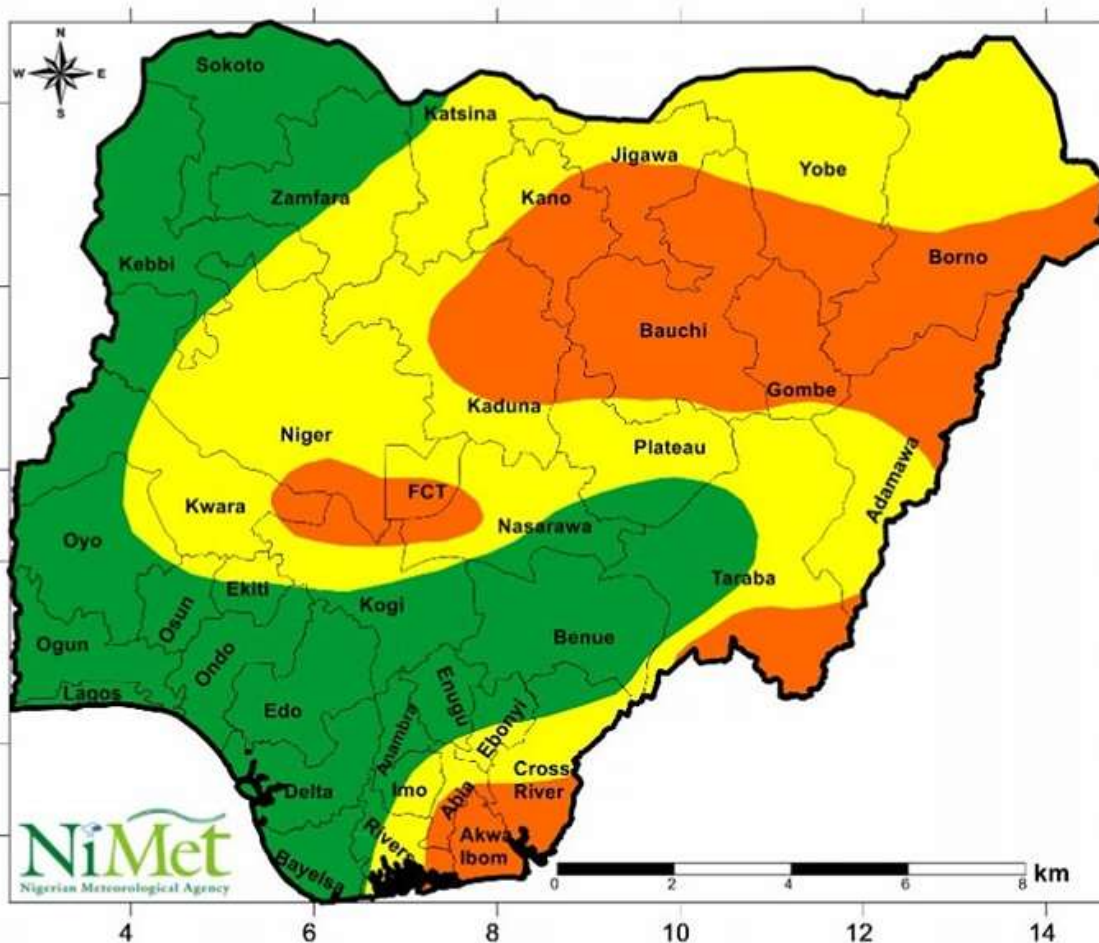 N
W E
S
Sokoto
Katsina
Jigawa
Yobe
Zamfara
Kano
Kebbi
Borno
Bauchi
Gombe
Kaduna
Niger
Plateau
Adamawa
FCT
Kwara
Nasarawa
Oyo
Taraba
Ekiti
Kogi
Osun
Ogun
Benue
Ondo
Enugu
Lagos
Edo
Anambra
Ebonyi
Cross
River
Delta
Imo
Abia
Rivers
Akwa
Ibom
Bayelsa
NiMet
Nigerian Meteorological Agency
0 2 4 6 8 km
4 6 8 10 12 14